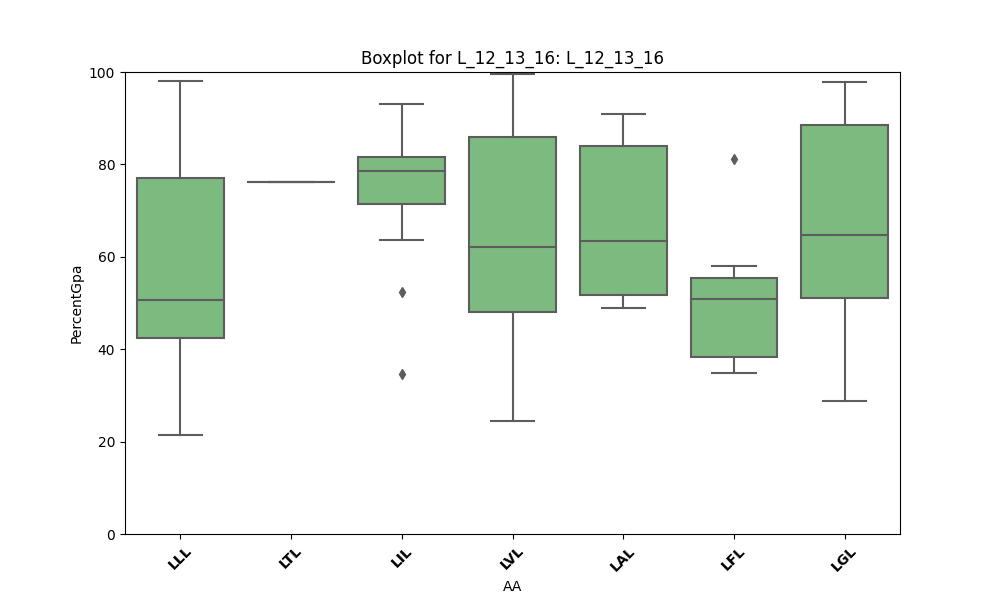 Boxplot for L_12_13_16: L_12_13_16
PercentGpa
100
80
60
40
20
0
LLL
LTL
LIL
LVL
LAL
LFL
LGL
AA